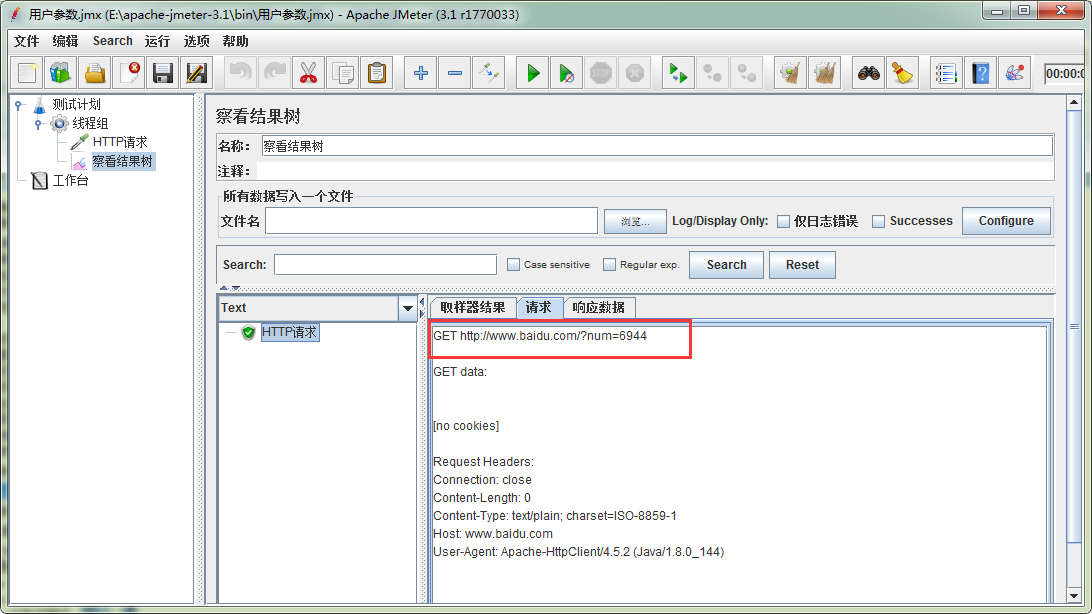 用户参数.jmx (E:\apache-jmeter-3.1\bin\用户参数.jmx) - Apache JMeter (3.1 r1770033)
文件 编辑 Search 运行 选项 帮助
STOP
00:00:0
测试计划
线程组
HTTP请求
察看结果树
工作台
察看结果树
名称： 察看结果树
注释：
所有数据写入一个文件
文件名 浏览... Log/Display Only: 仅日志错误 Successes Configure
Search: Case sensitive Regular exp. Search Reset
Text
HTTP请求
取样器结果 请求 响应数据
GET http://www.baidu.com/?num=6944
GET data:
[no cookies]
Request Headers:
Connection: close
Content-Length: 0
Content-Type: text/plain; charset=ISO-8859-1
Host: www.baidu.com
User-Agent: Apache-HttpClient/4.5.2 (Java/1.8.0_144)